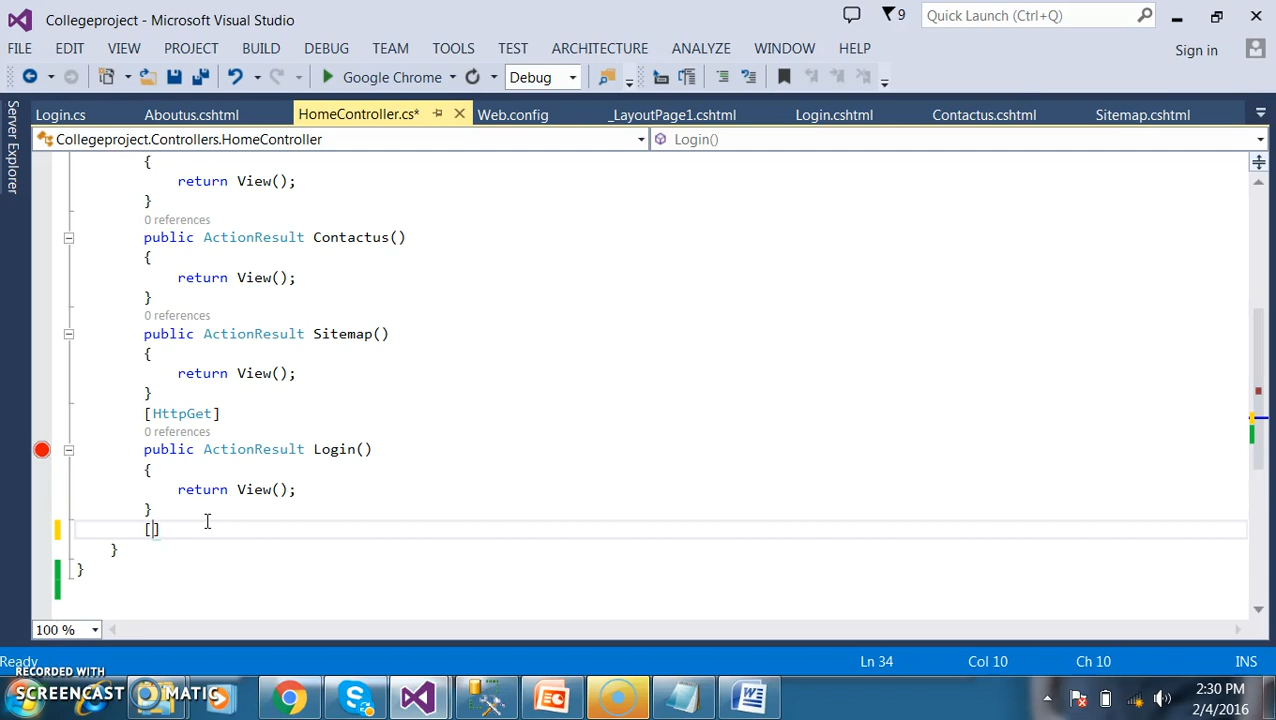 Collegeproject - Microsoft Visual Studio
9
Quick Launch (Ctrl+Q)
FILE EDIT VIEW PROJECT BUILD DEBUG TEAM TOOLS TEST ARCHITECTURE ANALYZE WINDOW HELP
Sign in
Google Chrome
Debug
Server Explorer
Login.cs Aboutus.cshtml HomeController.cs* Web.config _LayoutPage1.cshtml Login.cshtml Contactus.cshtml Sitemap.cshtml
Collegeproject.Controllers.HomeController
Login()
{
return View();
}
0 references
public ActionResult Contactus()
{
return View();
}
0 references
public ActionResult Sitemap()
{
return View();
}
[HttpGet]
0 references
public ActionResult Login()
{
return View();
}
[]
}
}
100 %
Ready
Ln 34
Col 10
Ch 10
INS
RECORDED WITH
SCREENCAST MATIC
2:30 PM
2/4/2016